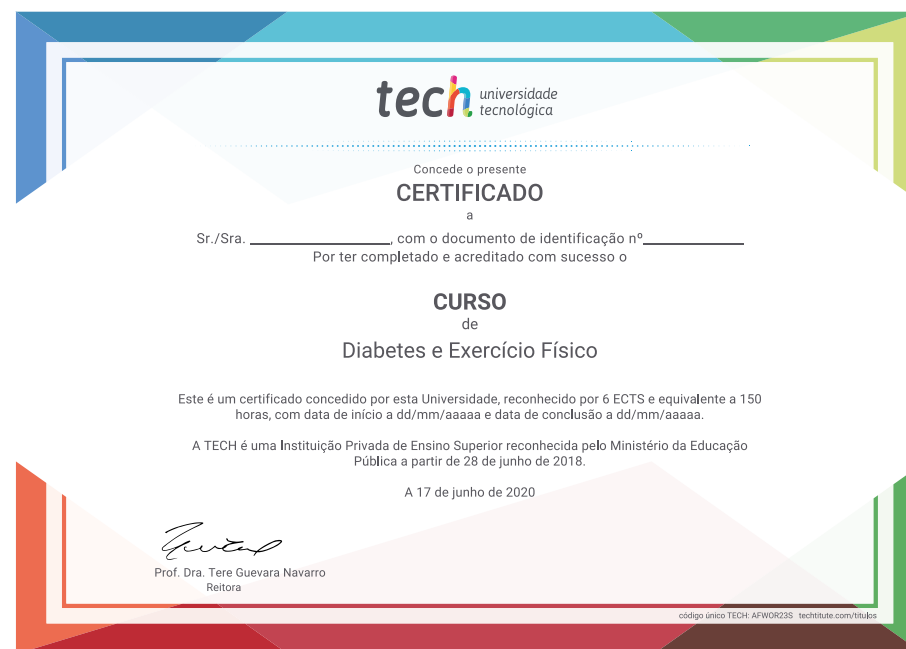 tech universidade
tecnológica
Concede o presente
CERTIFICADO
a
Sr./Sra. ____________________, com o documento de identificação nº______________
Por ter completado e acreditado com sucesso o
CURSO
de
Diabetes e Exercício Físico
Este é um certificado concedido por esta Universidade, reconhecido por 6 ECTS e equivalente a 150
horas, com data de início a dd/mm/aaaaa e data de conclusão a dd/mm/aaaaa.
A TECH é uma Instituição Privada de Ensino Superior reconhecida pelo Ministério da Educação
Pública a partir de 28 de junho de 2018.
A 17 de junho de 2020
Prof. Dra. Tere Guevara Navarro
Reitora
código único TECH: AFWOR23S techtitute.com/titulos